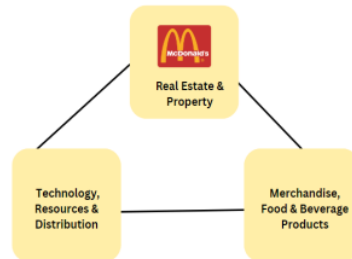 McDonald's
Real Estate &
Property
Technology,
Resources &
Distribution
Merchandise,
Food & Beverage
Products